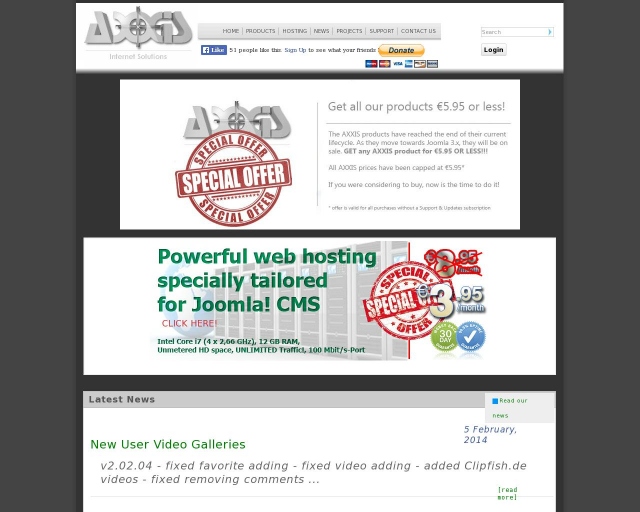 AXXIS
Internet Solutions
HOME | PRODUCTS | HOSTING | NEWS | PROJECTS | SUPPORT | CONTACT US
Search
Like 51 people like this. Sign Up to see what your friends
Donate
Login
VISA
AXXIS
SPECIAL OFFER
SPECIAL OFFER
SPECIAL OFFER
Get all our products €5.95 or less!
The AXXIS products have reached the end of their current
lifecycle. As they move towards Joomla 3.x, they will be on
sale. GET any AXXIS product for €5.95 OR LESS!!!
All AXXIS prices have been capped at €5.95*
If you were considering to buy, now is the time to do it!
* offer is valid for all purchases without a Support & Updates subscription
Powerful web hosting
specially tailored
for Joomla! CMS
CLICK HERE!
Intel Core i7 (4 x 2,66 GHz), 12 GB RAM,
Unmetered HD space, UNLIMITED Traffic!, 100 Mbit/s-Port
€8.95
/month
SPECIAL
SPECIAL OFFER
OFFER
€3.95
/month
30
DAY
Latest News
Read our
news
5 February,
2014
New User Video Galleries
v2.02.04 - fixed favorite adding - fixed video adding - added Clipfish.de
videos - fixed removing comments ...
[read
more]